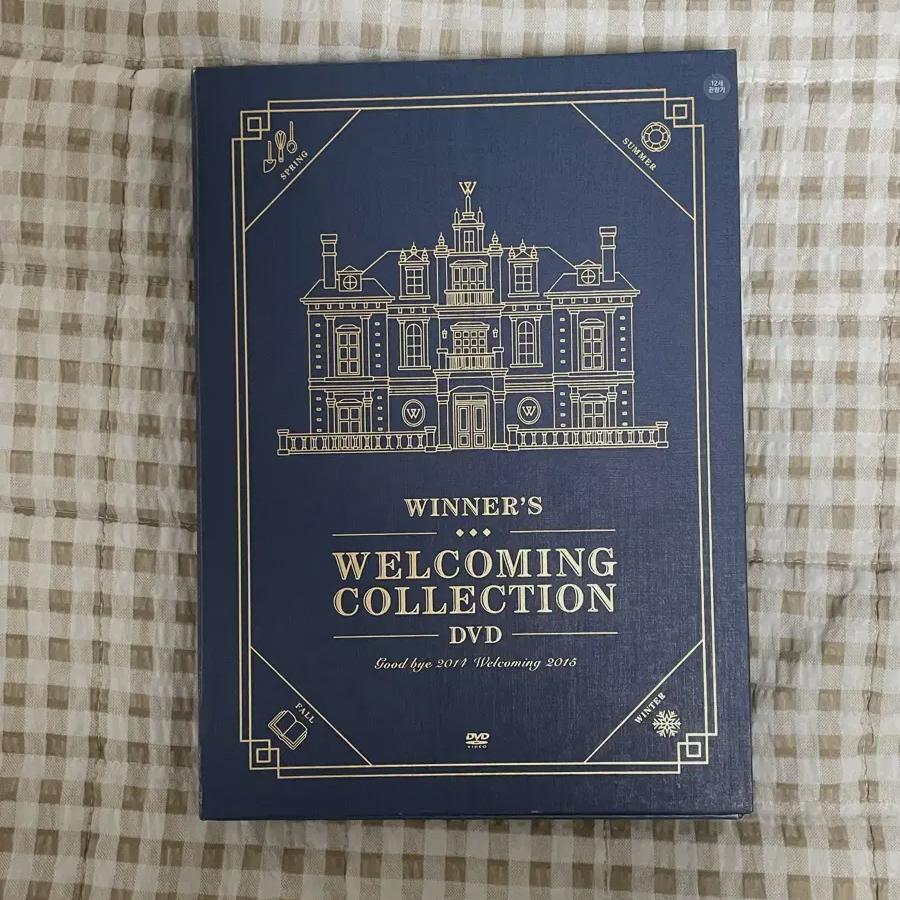 12세
관람가
SPRING
SUMMER
W
W
W
WINNER'S
WELCOMING
COLLECTION
DVD
Good bye 2014 Welcoming 2015
FALL
WINTER
DVD
VIDEO